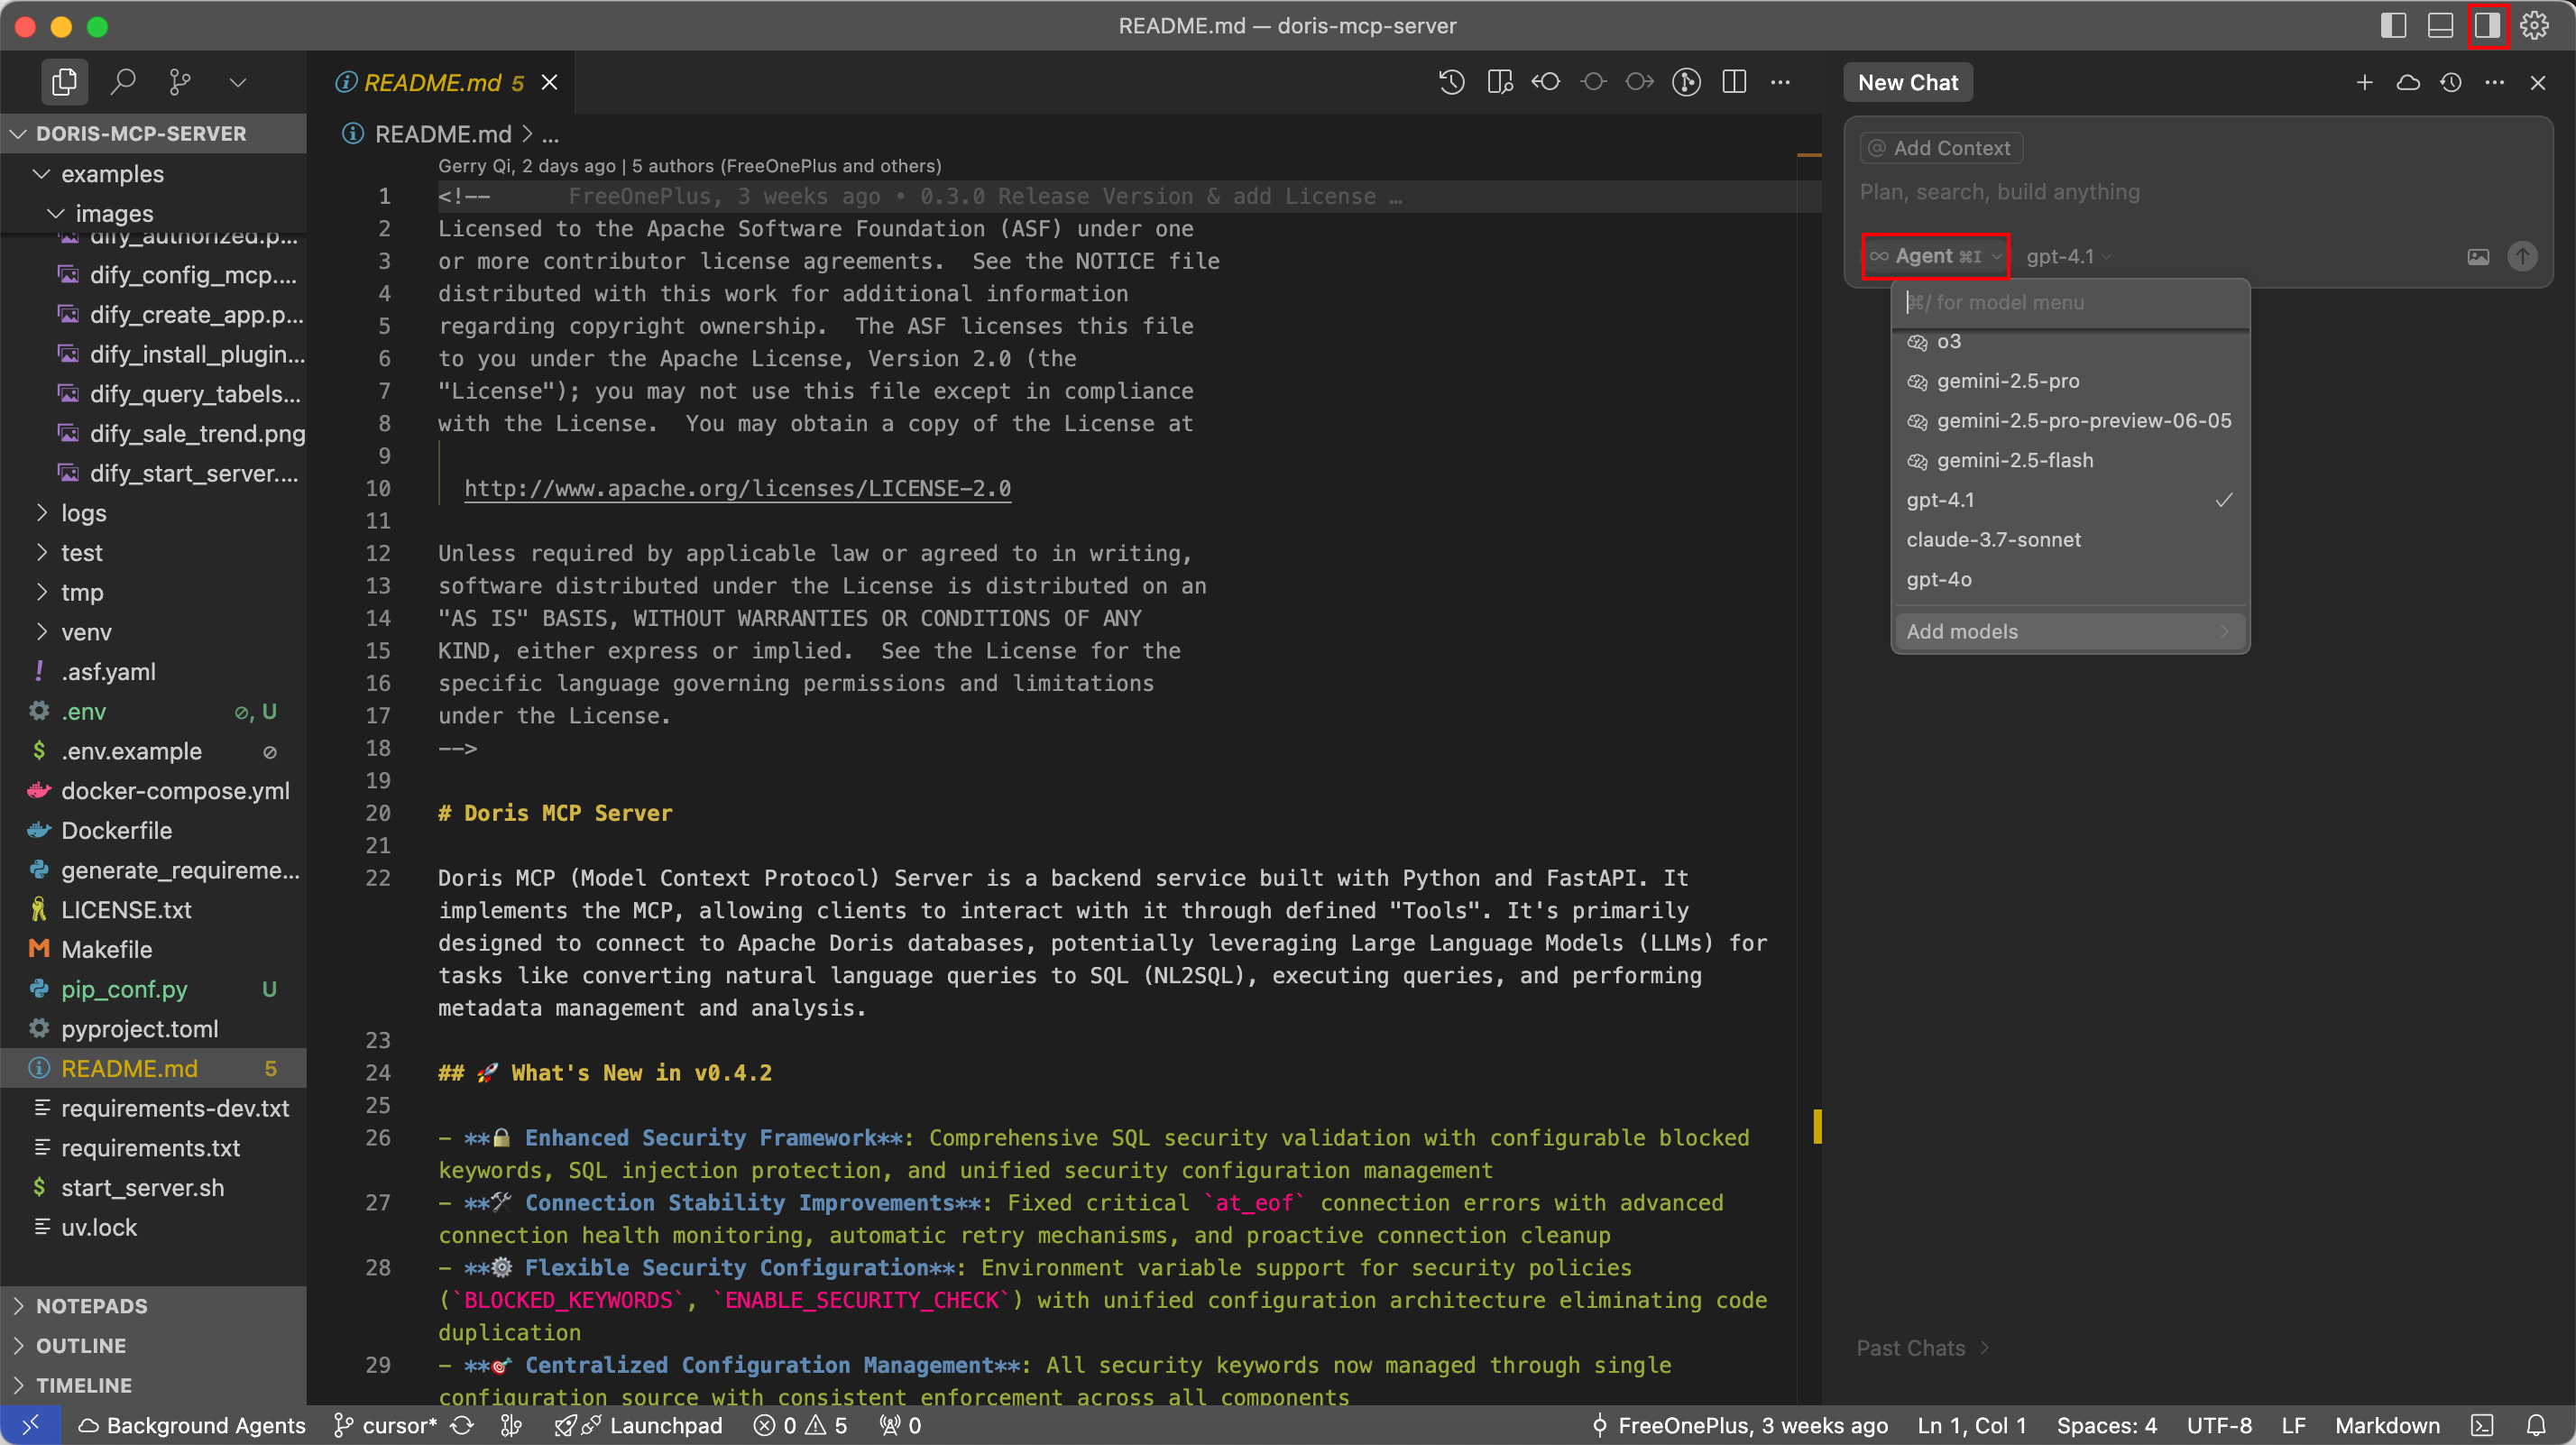 README.md — doris-mcp-server
README.md 5
New Chat
DORIS-MCP-SERVER
examples
images
dify_authorized.p...
dify_config_mcp....
dify_create_app.p...
dify_install_plugin...
dify_query_tabels...
dify_sale_trend.png
dify_start_server....
logs
test
tmp
venv
.asf.yaml
.env ⊘, U
.env.example ⊘
docker-compose.yml
Dockerfile
generate_requireme...
LICENSE.txt
Makefile
pip_conf.py U
pyproject.toml
README.md 5
requirements-dev.txt
requirements.txt
start_server.sh
uv.lock
NOTEPADS
OUTLINE
TIMELINE
README.md > ...
Gerry Qi, 2 days ago | 5 authors (FreeOnePlus and others)
1 <!-- FreeOnePlus, 3 weeks ago • 0.3.0 Release Version & add License …
2 Licensed to the Apache Software Foundation (ASF) under one
3 or more contributor license agreements.  See the NOTICE file
4 distributed with this work for additional information
5 regarding copyright ownership.  The ASF licenses this file
6 to you under the Apache License, Version 2.0 (the
7 "License"); you may not use this file except in compliance
8 with the License.  You may obtain a copy of the License at
9
10 http://www.apache.org/licenses/LICENSE-2.0
11
12 Unless required by applicable law or agreed to in writing,
13 software distributed under the License is distributed on an
14 "AS IS" BASIS, WITHOUT WARRANTIES OR CONDITIONS OF ANY
15 KIND, either express or implied.  See the License for the
16 specific language governing permissions and limitations
17 under the License.
18 -->
19
20 # Doris MCP Server
21
22 Doris MCP (Model Context Protocol) Server is a backend service built with Python and FastAPI. It
implements the MCP, allowing clients to interact with it through defined "Tools". It's primarily
designed to connect to Apache Doris databases, potentially leveraging Large Language Models (LLMs) for
tasks like converting natural language queries to SQL (NL2SQL), executing queries, and performing
metadata management and analysis.
23
24 ## 🚀 What's New in v0.4.2
25
26 - **🔒 Enhanced Security Framework**: Comprehensive SQL security validation with configurable blocked
keywords, SQL injection protection, and unified security configuration management
27 - **🛠️ Connection Stability Improvements**: Fixed critical `at_eof` connection errors with advanced
connection health monitoring, automatic retry mechanisms, and proactive connection cleanup
28 - **⚙️ Flexible Security Configuration**: Environment variable support for security policies
(`BLOCKED_KEYWORDS`, `ENABLE_SECURITY_CHECK`) with unified configuration architecture eliminating code
duplication
29 - **🎯 Centralized Configuration Management**: All security keywords now managed through single
configuration source with consistent enforcement across all components
@ Add Context
Plan, search, build anything
∞ Agent ⌘I gpt-4.1
⌘/ for model menu
o3
gemini-2.5-pro
gemini-2.5-pro-preview-06-05
gemini-2.5-flash
gpt-4.1
claude-3.7-sonnet
gpt-4o
Add models
Past Chats
Background Agents cursor* Launchpad 0 5 0 FreeOnePlus, 3 weeks ago Ln 1, Col 1 Spaces: 4 UTF-8 LF Markdown